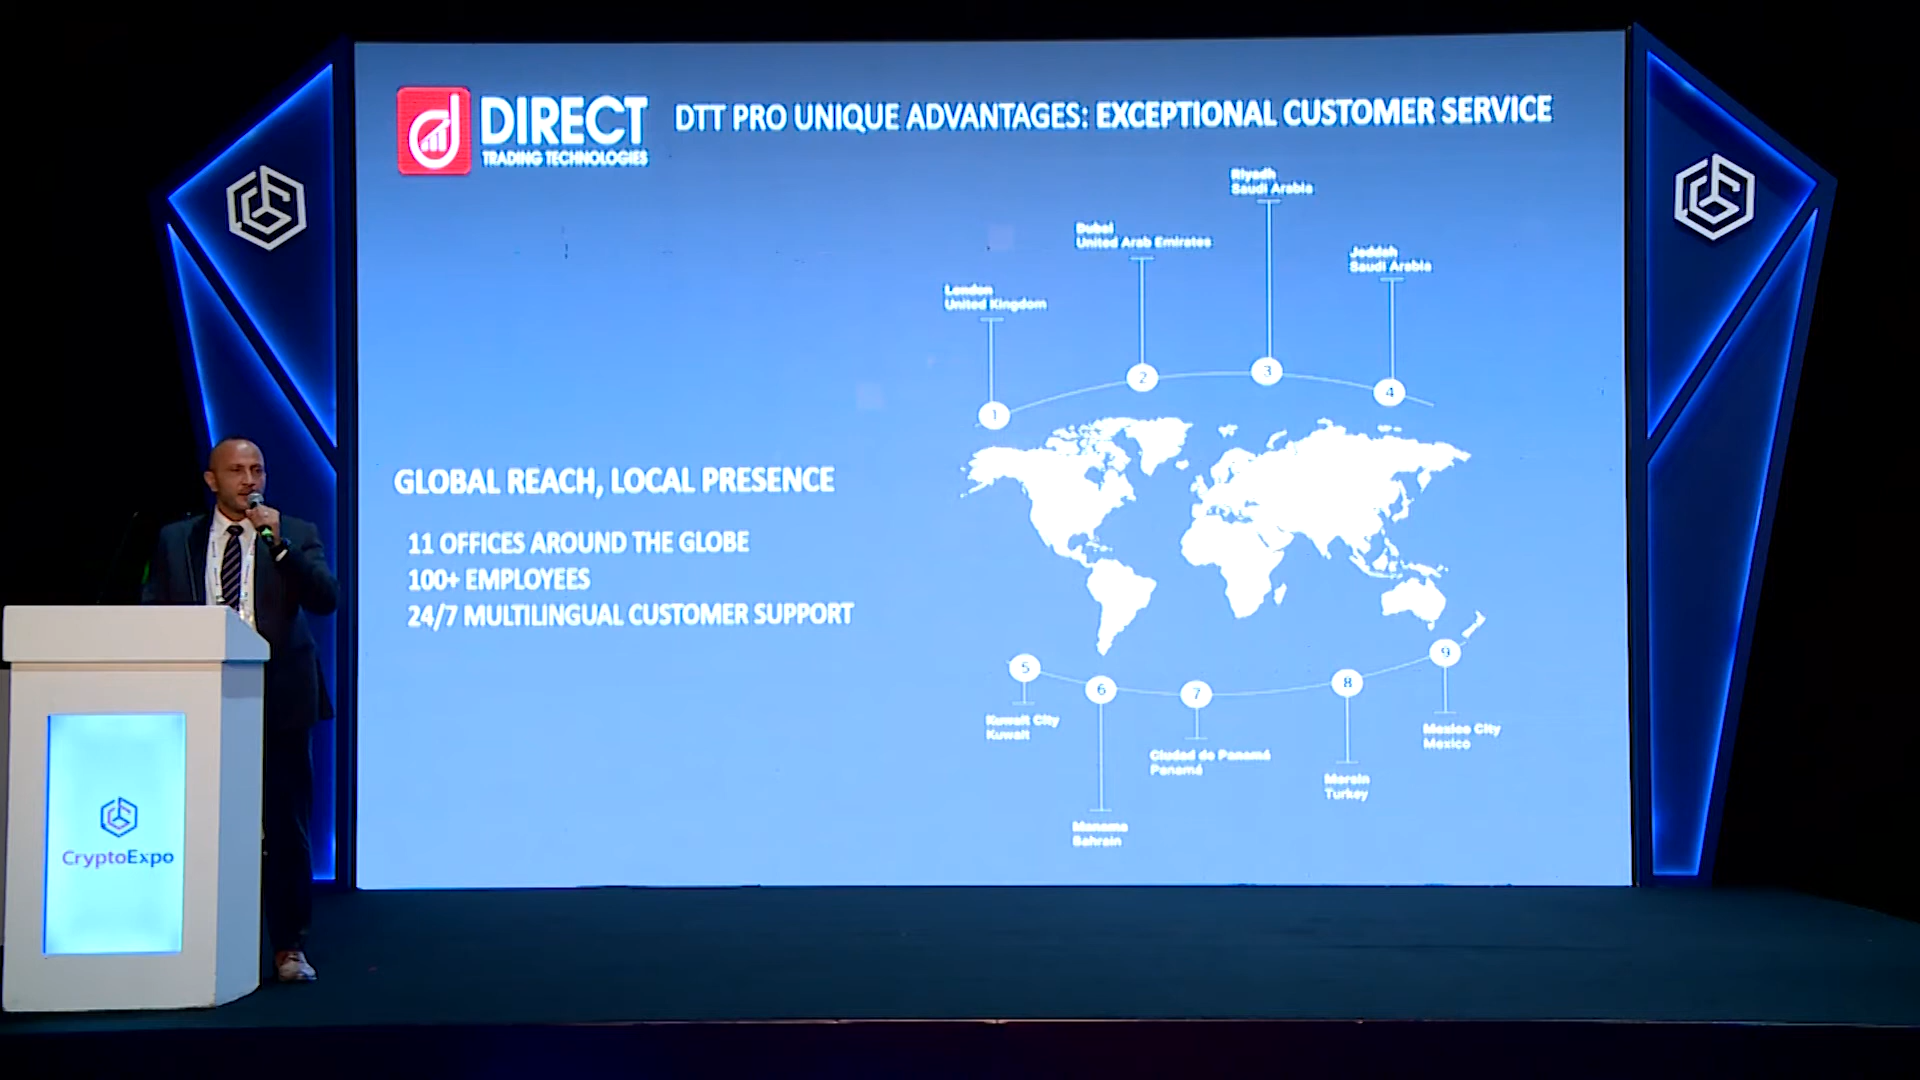 DIRECT
TRADING TECHNOLOGIES
DTT PRO UNIQUE ADVANTAGES: EXCEPTIONAL CUSTOMER SERVICE
Riyadh
Saudi Arabia
Dubai
United Arab Emirates
Jeddah
Saudi Arabia
London
United Kingdom
1
2
3
4
GLOBAL REACH, LOCAL PRESENCE
11 OFFICES AROUND THE GLOBE
100+ EMPLOYEES
24/7 MULTILINGUAL CUSTOMER SUPPORT
5
6
7
8
9
Kuwait City
Kuwait
Manama
Bahrain
Ciudad de Panamá
Panamá
Mersin
Turkey
Mexico City
Mexico
CryptoExpo